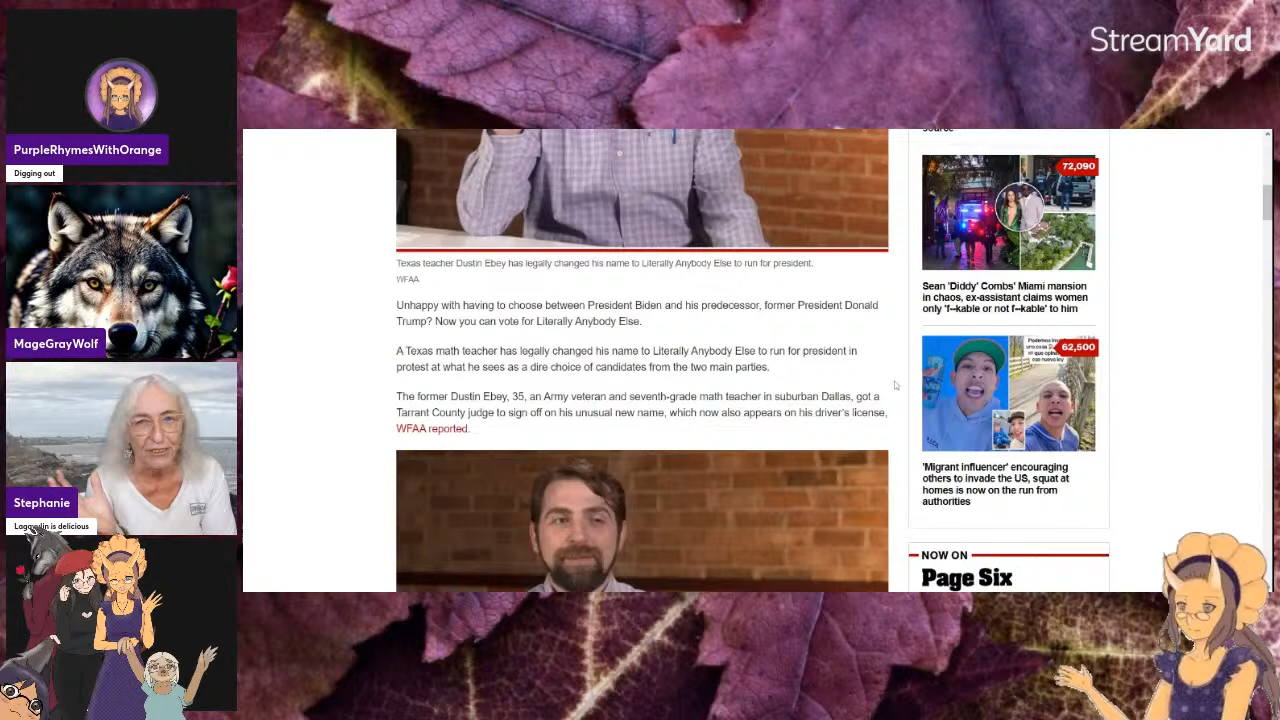 StreamYard
PurpleRhymesWithOrange
Digging out
MageGrayWolf
Stephanie
Lagavulin is delicious
Texas teacher Dustin Ebey has legally changed his name to Literally Anybody Else to run for president.
WFAA
Unhappy with having to choose between President Biden and his predecessor, former President Donald
Trump? Now you can vote for Literally Anybody Else.
A Texas math teacher has legally changed his name to Literally Anybody Else to run for president in
protest at what he sees as a dire choice of candidates from the two main parties.
The former Dustin Ebey, 35, an Army veteran and seventh-grade math teacher in suburban Dallas, got a
Tarrant County judge to sign off on his unusual new name, which now also appears on his driver's license,
WFAA reported.
source
72,090
Sean 'Diddy' Combs' Miami mansion
in chaos, ex-assistant claims women
only 'f--kable or not f--kable' to him
62,500
'Migrant influencer' encouraging
others to invade the US, squat at
homes is now on the run from
authorities
NOW ON
Page Six